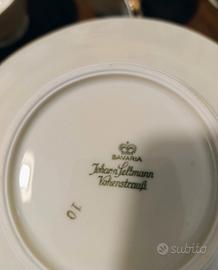 BAVARIA
Johann Seltmann
Vohenstrauß
10
subito